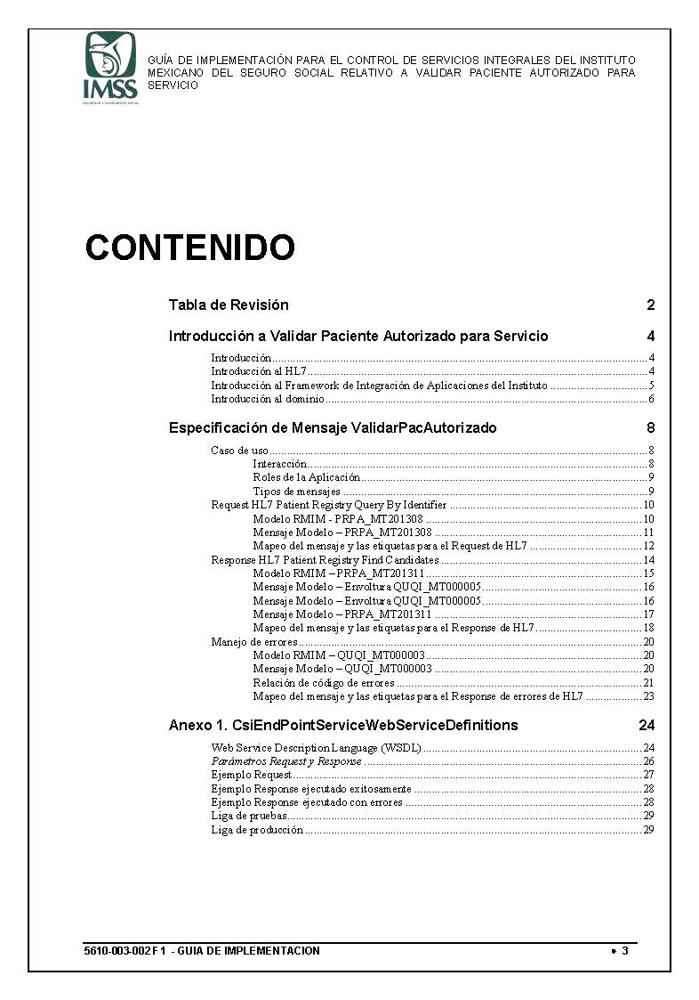 GUÍA DE IMPLEMENTACIÓN PARA EL CONTROL DE SERVICIOS INTEGRALES DEL INSTITUTO
MEXICANO DEL SEGURO SOCIAL RELATIVO A VALIDAR PACIENTE AUTORIZADO PARA
SERVICIO
IMSS
SEGURIDAD Y SOLIDARIDAD SOCIAL
CONTENIDO
Tabla de Revisión 2
Introducción a Validar Paciente Autorizado para Servicio 4
Introducción 4
Introducción al HL7 4
Introducción al Framework de Integración de Aplicaciones del Instituto 5
Introducción al dominio 6
Especificación de Mensaje ValidarPacAutorizado 8
Caso de uso 8
Interacción 8
Roles de la Aplicación 9
Tipos de mensajes 9
Request HL7 Patient Registry Query By Identifier 10
Modelo RMIM - PRPA_MT201308 10
Mensaje Modelo – PRPA_MT201308 11
Mapeo del mensaje y las etiquetas para el Request de HL7 12
Response HL7 Patient Registry Find Candidates 14
Modelo RMIM – PRPA_MT201311 15
Mensaje Modelo – Envoltura QUQI_MT000005 16
Mensaje Modelo – Envoltura QUQI_MT000005 16
Mensaje Modelo – PRPA_MT201311 17
Mapeo del mensaje y las etiquetas para el Response de HL7 18
Manejo de errores 20
Modelo RMIM – QUQI_MT000003 20
Mensaje Modelo – QUQI_MT000003 20
Relación de código de errores 21
Mapeo del mensaje y las etiquetas para el Response de errores de HL7 23
Anexo 1. CsiEndPointServiceWebServiceDefinitions 24
Web Service Description Language (WSDL) 24
Parámetros Request y Response 26
Ejemplo Request 27
Ejemplo Response ejecutado exitosamente 28
Ejemplo Response ejecutado con errores 28
Liga de pruebas 29
Liga de producción 29
5610-003-002 F 1 - GUIA DE IMPLEMENTACION • 3